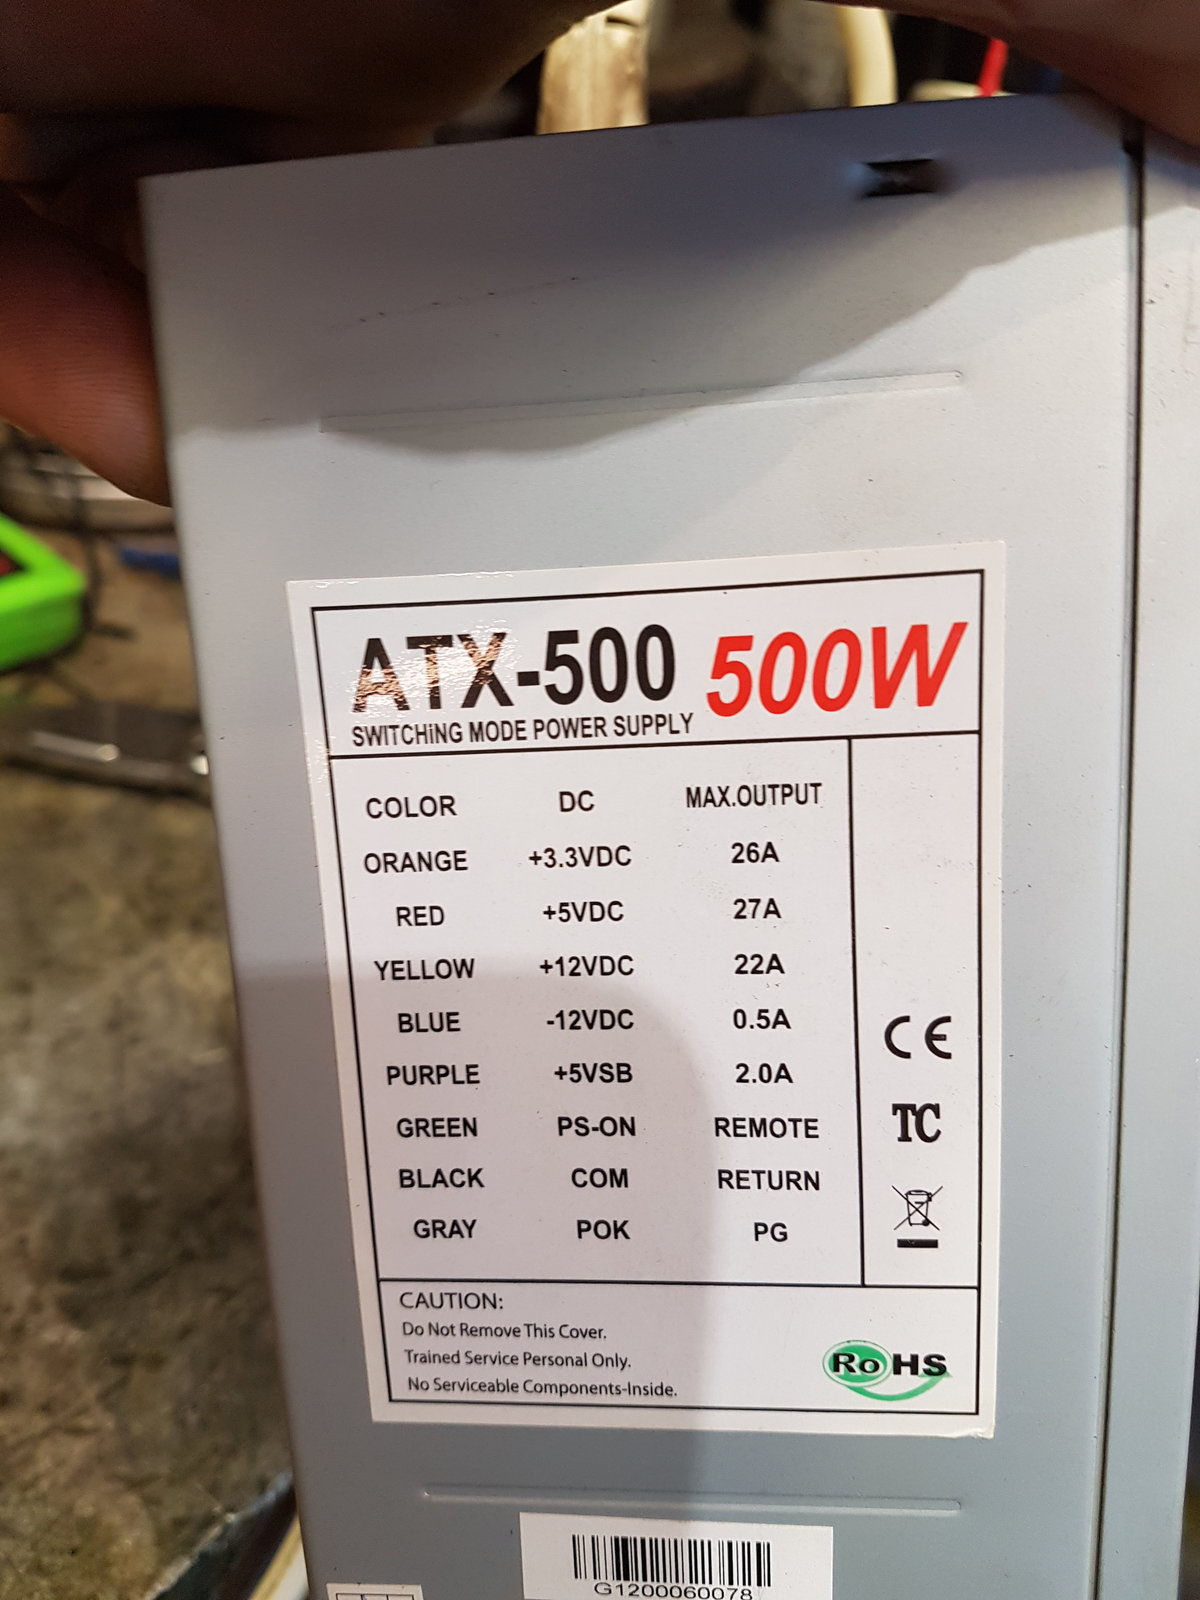 ATX-500 500W
SWITCHiNG MODE POWER SUPPLY
COLOR DC MAX.OUTPUT
ORANGE +3.3VDC 26A
RED +5VDC 27A
YELLOW +12VDC 22A
BLUE -12VDC 0.5A
PURPLE +5VSB 2.0A
GREEN PS-ON REMOTE
BLACK COM RETURN
GRAY POK PG
CE
TC
CAUTION:
Do Not Remove This Cover.
Trained Service Personal Only.
No Serviceable Components-Inside.
RoHS
G1200060078